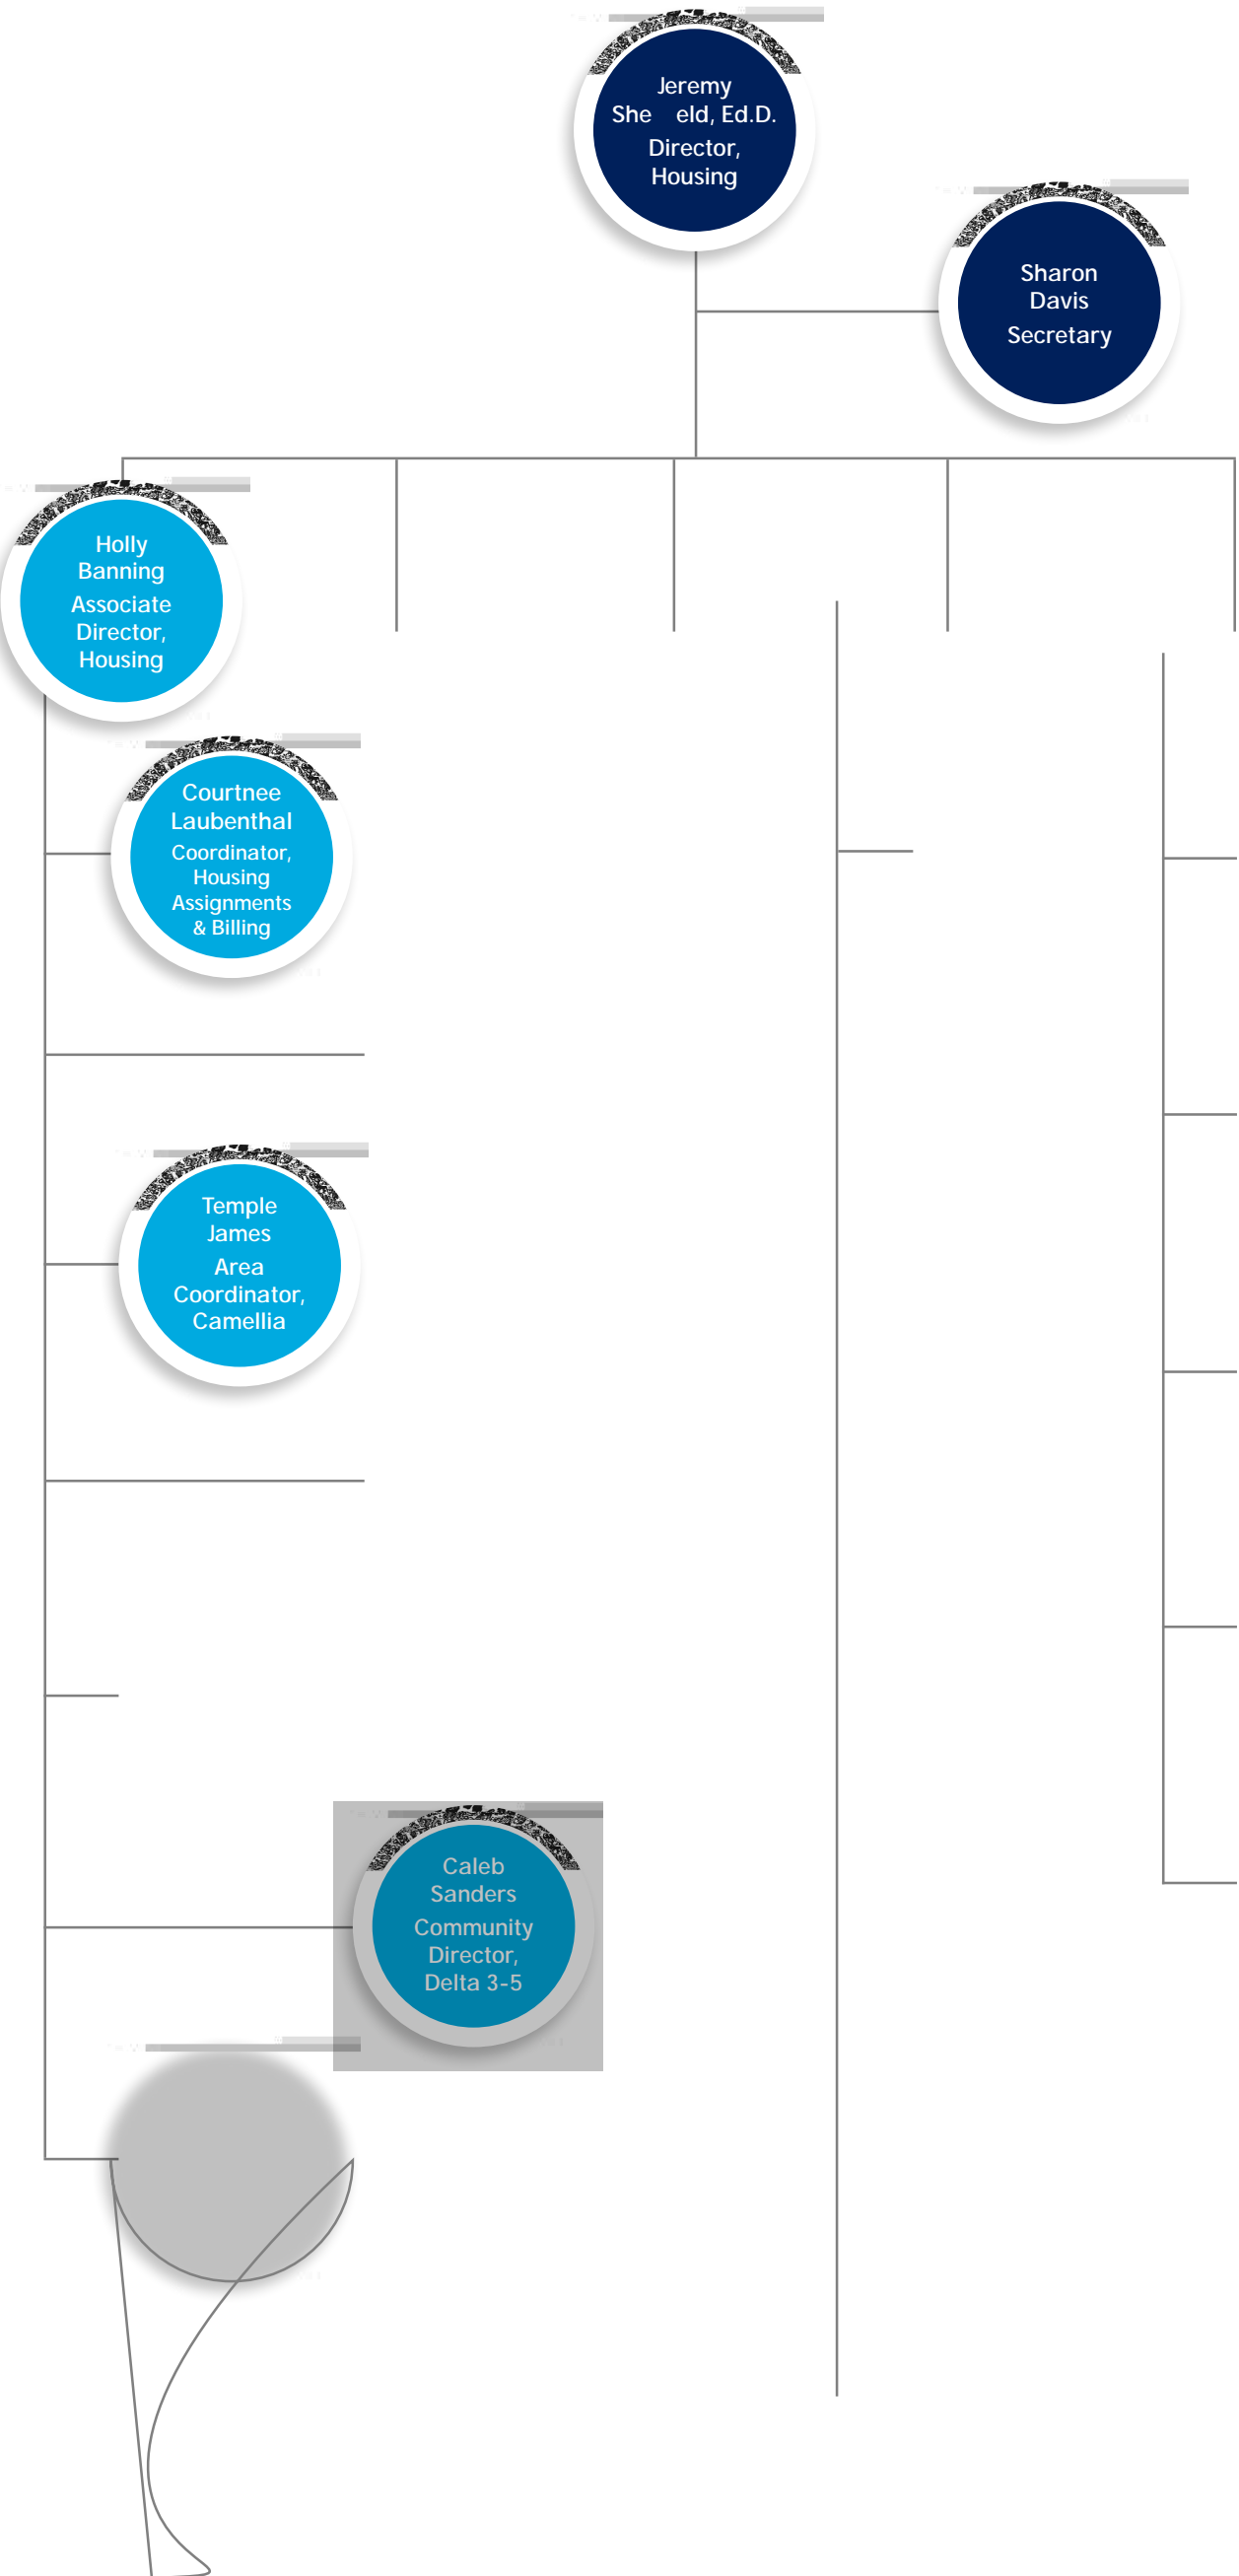 Jeremy
She eld, Ed.D.
Director,
Housing
Sharon
Davis
Secretary
Holly
Banning
Associate
Director,
Housing
Courtnee
Laubenthal
Coordinator,
Housing
Assignments
& Billing
Temple
James
Area
Coordinator,
Camellia
Caleb
Sanders
Community
Director,
Delta 3-5